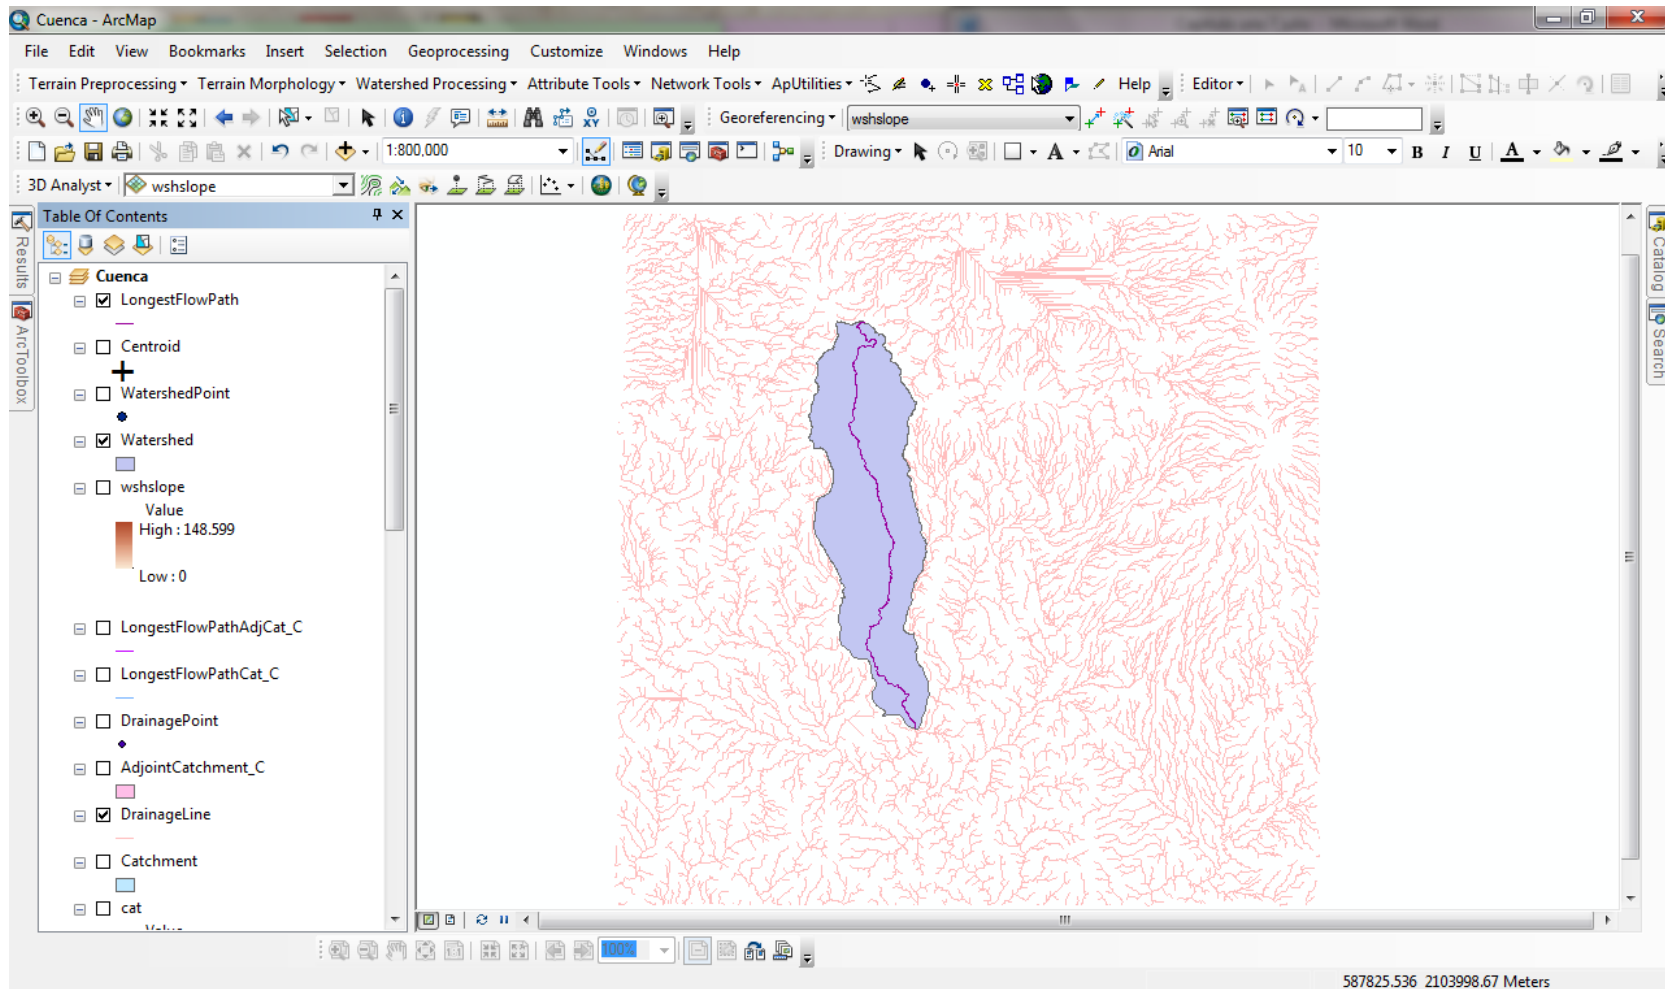 Cuenca - ArcMap
File Edit View Bookmarks Insert Selection Geoprocessing Customize Windows Help
Terrain Preprocessing Terrain Morphology Watershed Processing Attribute Tools Network Tools ApUtilities Help Editor
Georeferencing wshslope
1:800,000 Drawing A Arial 10 B I U A
3D Analyst wshslope
Table Of Contents
Results
ArcToolbox
Cuenca
LongestFlowPath
Centroid
WatershedPoint
Watershed
wshslope
Value
High : 148.599
Low : 0
LongestFlowPathAdjCat_C
LongestFlowPathCat_C
DrainagePoint
AdjointCatchment_C
DrainageLine
Catchment
cat
Value
Catalog
Search
100%
587825.536 2103998.67 Meters